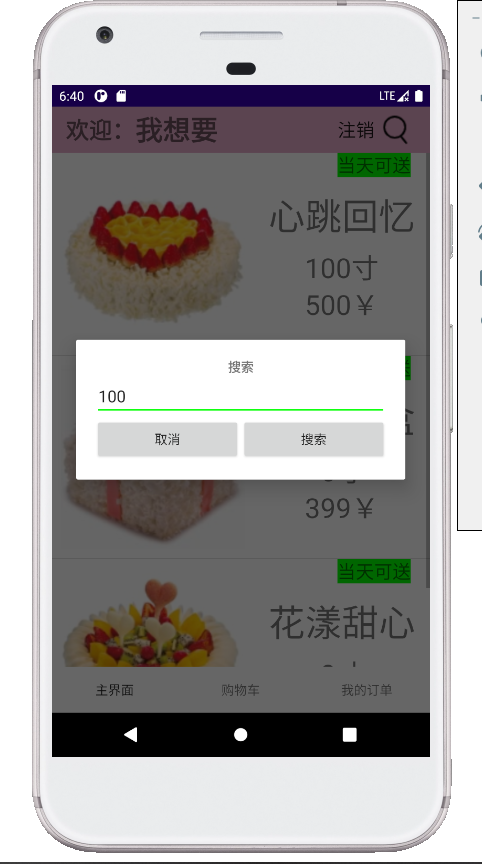 6:40 LTE
欢迎：我想要 注销
当天可送
心跳回忆
100寸
500￥
搜索
100
取消 搜索
399￥
当天可送
花漾甜心
主界面 购物车 我的订单